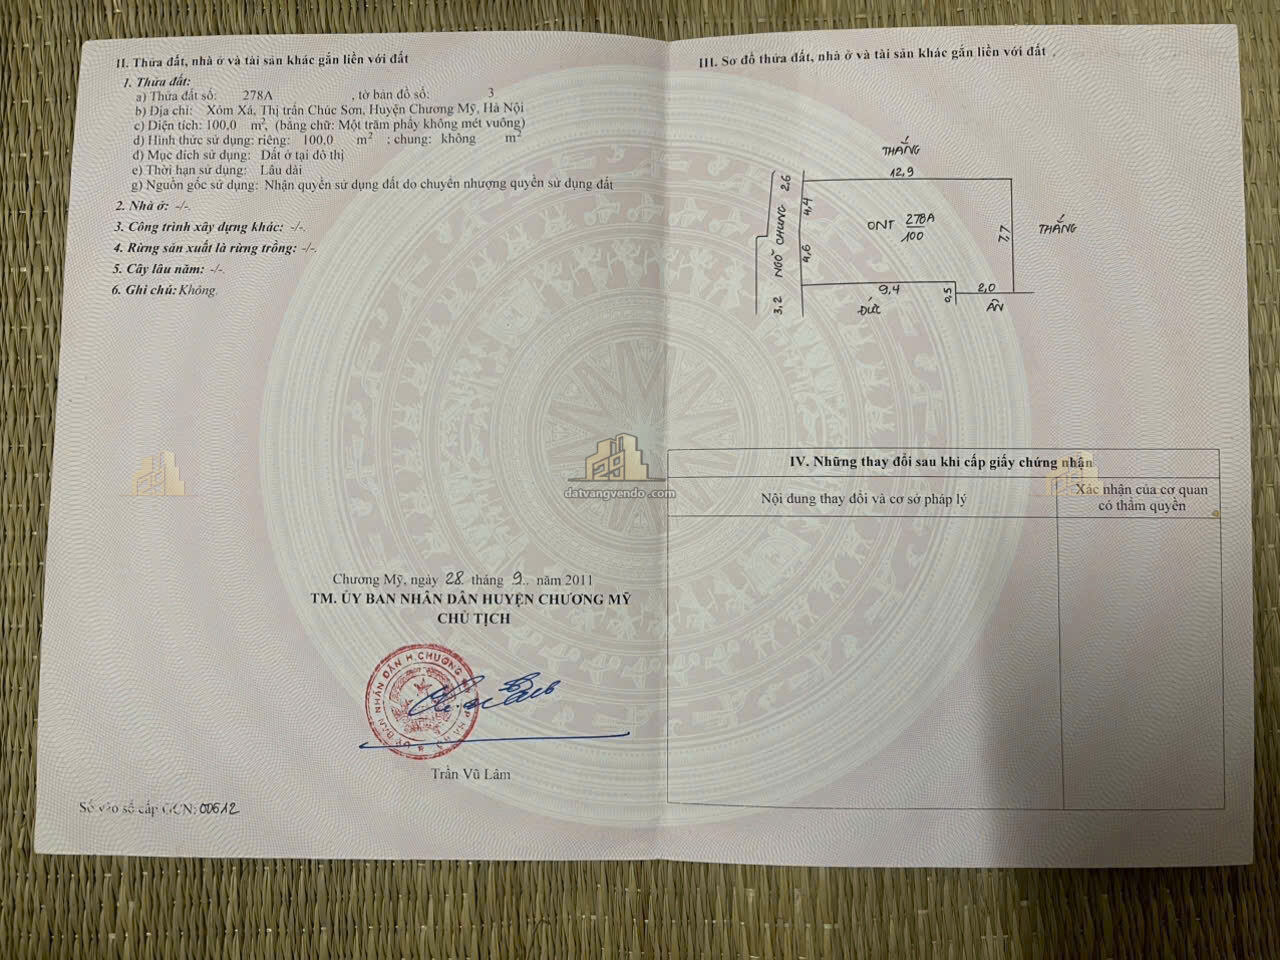 II. Thửa đất, nhà ở và tài sản khác gắn liền với đất
1. Thửa đất:
a) Thửa đất số: 278A , tờ bản đồ số: 3
b) Địa chỉ: Xóm Xá, Thị trấn Chúc Sơn, Huyện Chương Mỹ, Hà Nội
c) Diện tích: 100,0 m², (bằng chữ: Một trăm phẩy không mét vuông)
d) Hình thức sử dụng: riêng: 100,0 m² ; chung: không m²
đ) Mục đích sử dụng: Đất ở tại đô thị
e) Thời hạn sử dụng: Lâu dài
g) Nguồn gốc sử dụng: Nhận quyền sử dụng đất do chuyển nhượng quyền sử dụng đất
2. Nhà ở: -/-
3. Công trình xây dựng khác: -/-
4. Rừng sản xuất là rừng trồng: -/-
5. Cây lâu năm: -/-
6. Ghi chú: Không.
Chương Mỹ, ngày 28 tháng 9.. năm 2011
TM. ỦY BAN NHÂN DÂN HUYỆN CHƯƠNG MỸ
CHỦ TỊCH
ỦY BAN NHÂN DÂN H. CHƯƠNG MỸ
Trần Vũ Lâm
Số vào sổ cấp GCN: 00612
III. Sơ đồ thửa đất, nhà ở và tài sản khác gắn liền với đất
THẮNG
12,9
NGÕ CHUNG 2,6
4,4
ONT 278A
100
7,7
THẮNG
4,6
3,2
9,4
0,5
2,0
ĐỨC
ÂN
IV. Những thay đổi sau khi cấp giấy chứng nhận
Nội dung thay đổi và cơ sở pháp lý
Xác nhận của cơ quan
có thẩm quyền
29
datvangvendo.com